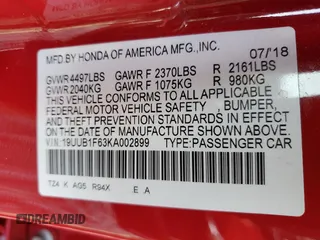 MFD.BY HONDA OF AMERICA MFG.,INC. 07/'18
GVWR 4497LBS GAWR F 2370LBS R 2161LBS
GVWR 2040KG GAWR F 1075KG R 980KG
THIS VEHICLE CONFORMS TO ALL APPLICABLE
FEDERAL MOTOR VEHICLE SAFETY, BUMPER,
AND THEFT PREVENTION STANDARDS IN EFFECT
ON THE DATE OF MANUFACTURE SHOWN ABOVE.
VIN:19UUB1F63KA002899 TYPE:PASSENGER CAR
TZ4 K AG5 R94X E.A
DREAMBID